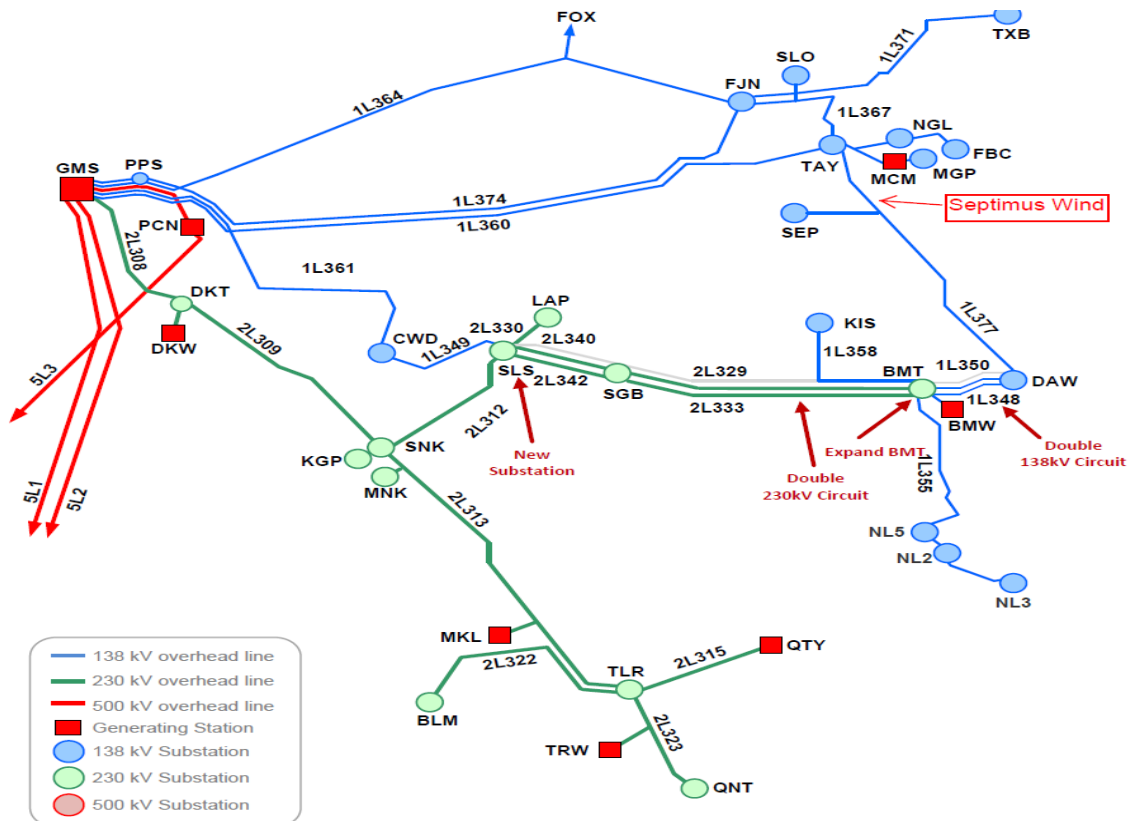 FOX
TXB
1L371
SLO
FJN
1L364
1L367
NGL
PPS
GMS
TAY
FBC
MCM
MGP
1L374
Septimus Wind
1L360
PCN
SEP
2L308
1L361
DKT
LAP
1L377
2L309
KIS
DKW
CWD
2L330
2L340
1L349
1L358
1L350
5L3
SLS
2L329
BMT
DAW
2L342
SGB
2L333
1L348
2L312
BMW
SNK
New
Substation
Expand BMT
Double
138kV Circuit
KGP
Double
230kV Circuit
1L355
MNK
5L1
5L2
2L313
NL5
NL2
NL3
MKL
2L315
QTY
2L322
TLR
BLM
2L323
TRW
QNT
138 kV overhead line
230 kV overhead line
500 kV overhead line
Generating Station
138 kV Substation
230 kV Substation
500 kV Substation